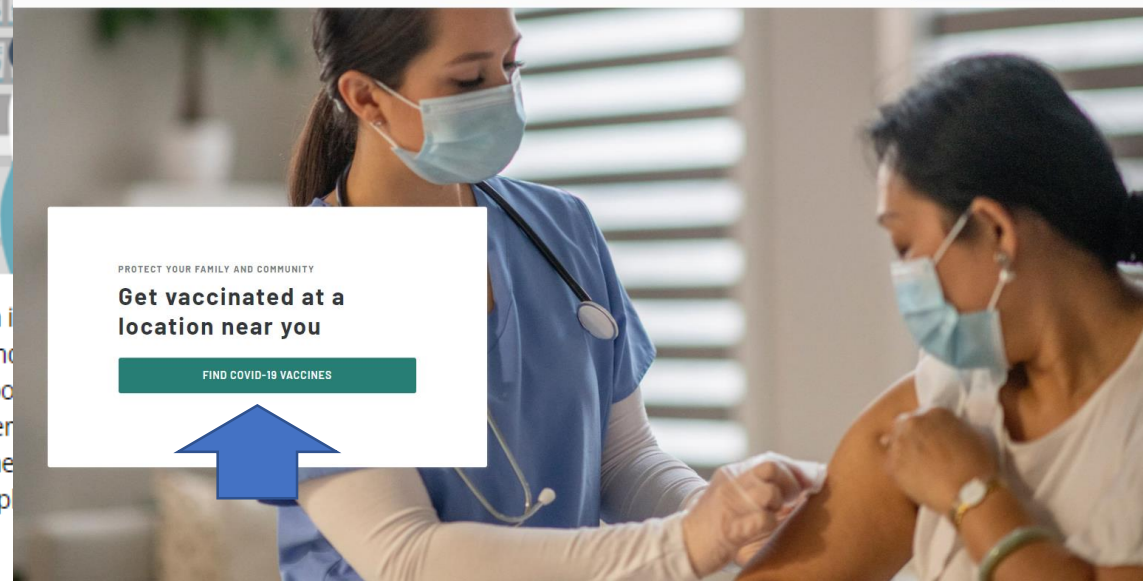 PROTECT YOUR FAMILY AND COMMUNITY
Get vaccinated at a
location near you
FIND COVID-19 VACCINES